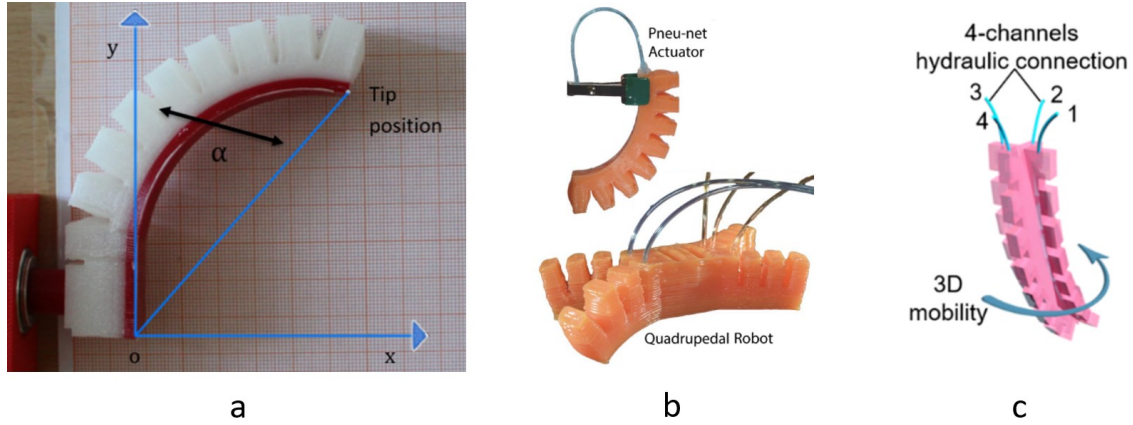 y
Tip
position
α
o
x
a
Pneu-net
Actuator
Quadrupedal Robot
b
4-channels
hydraulic connection
3
2
4
1
3D
mobility
c